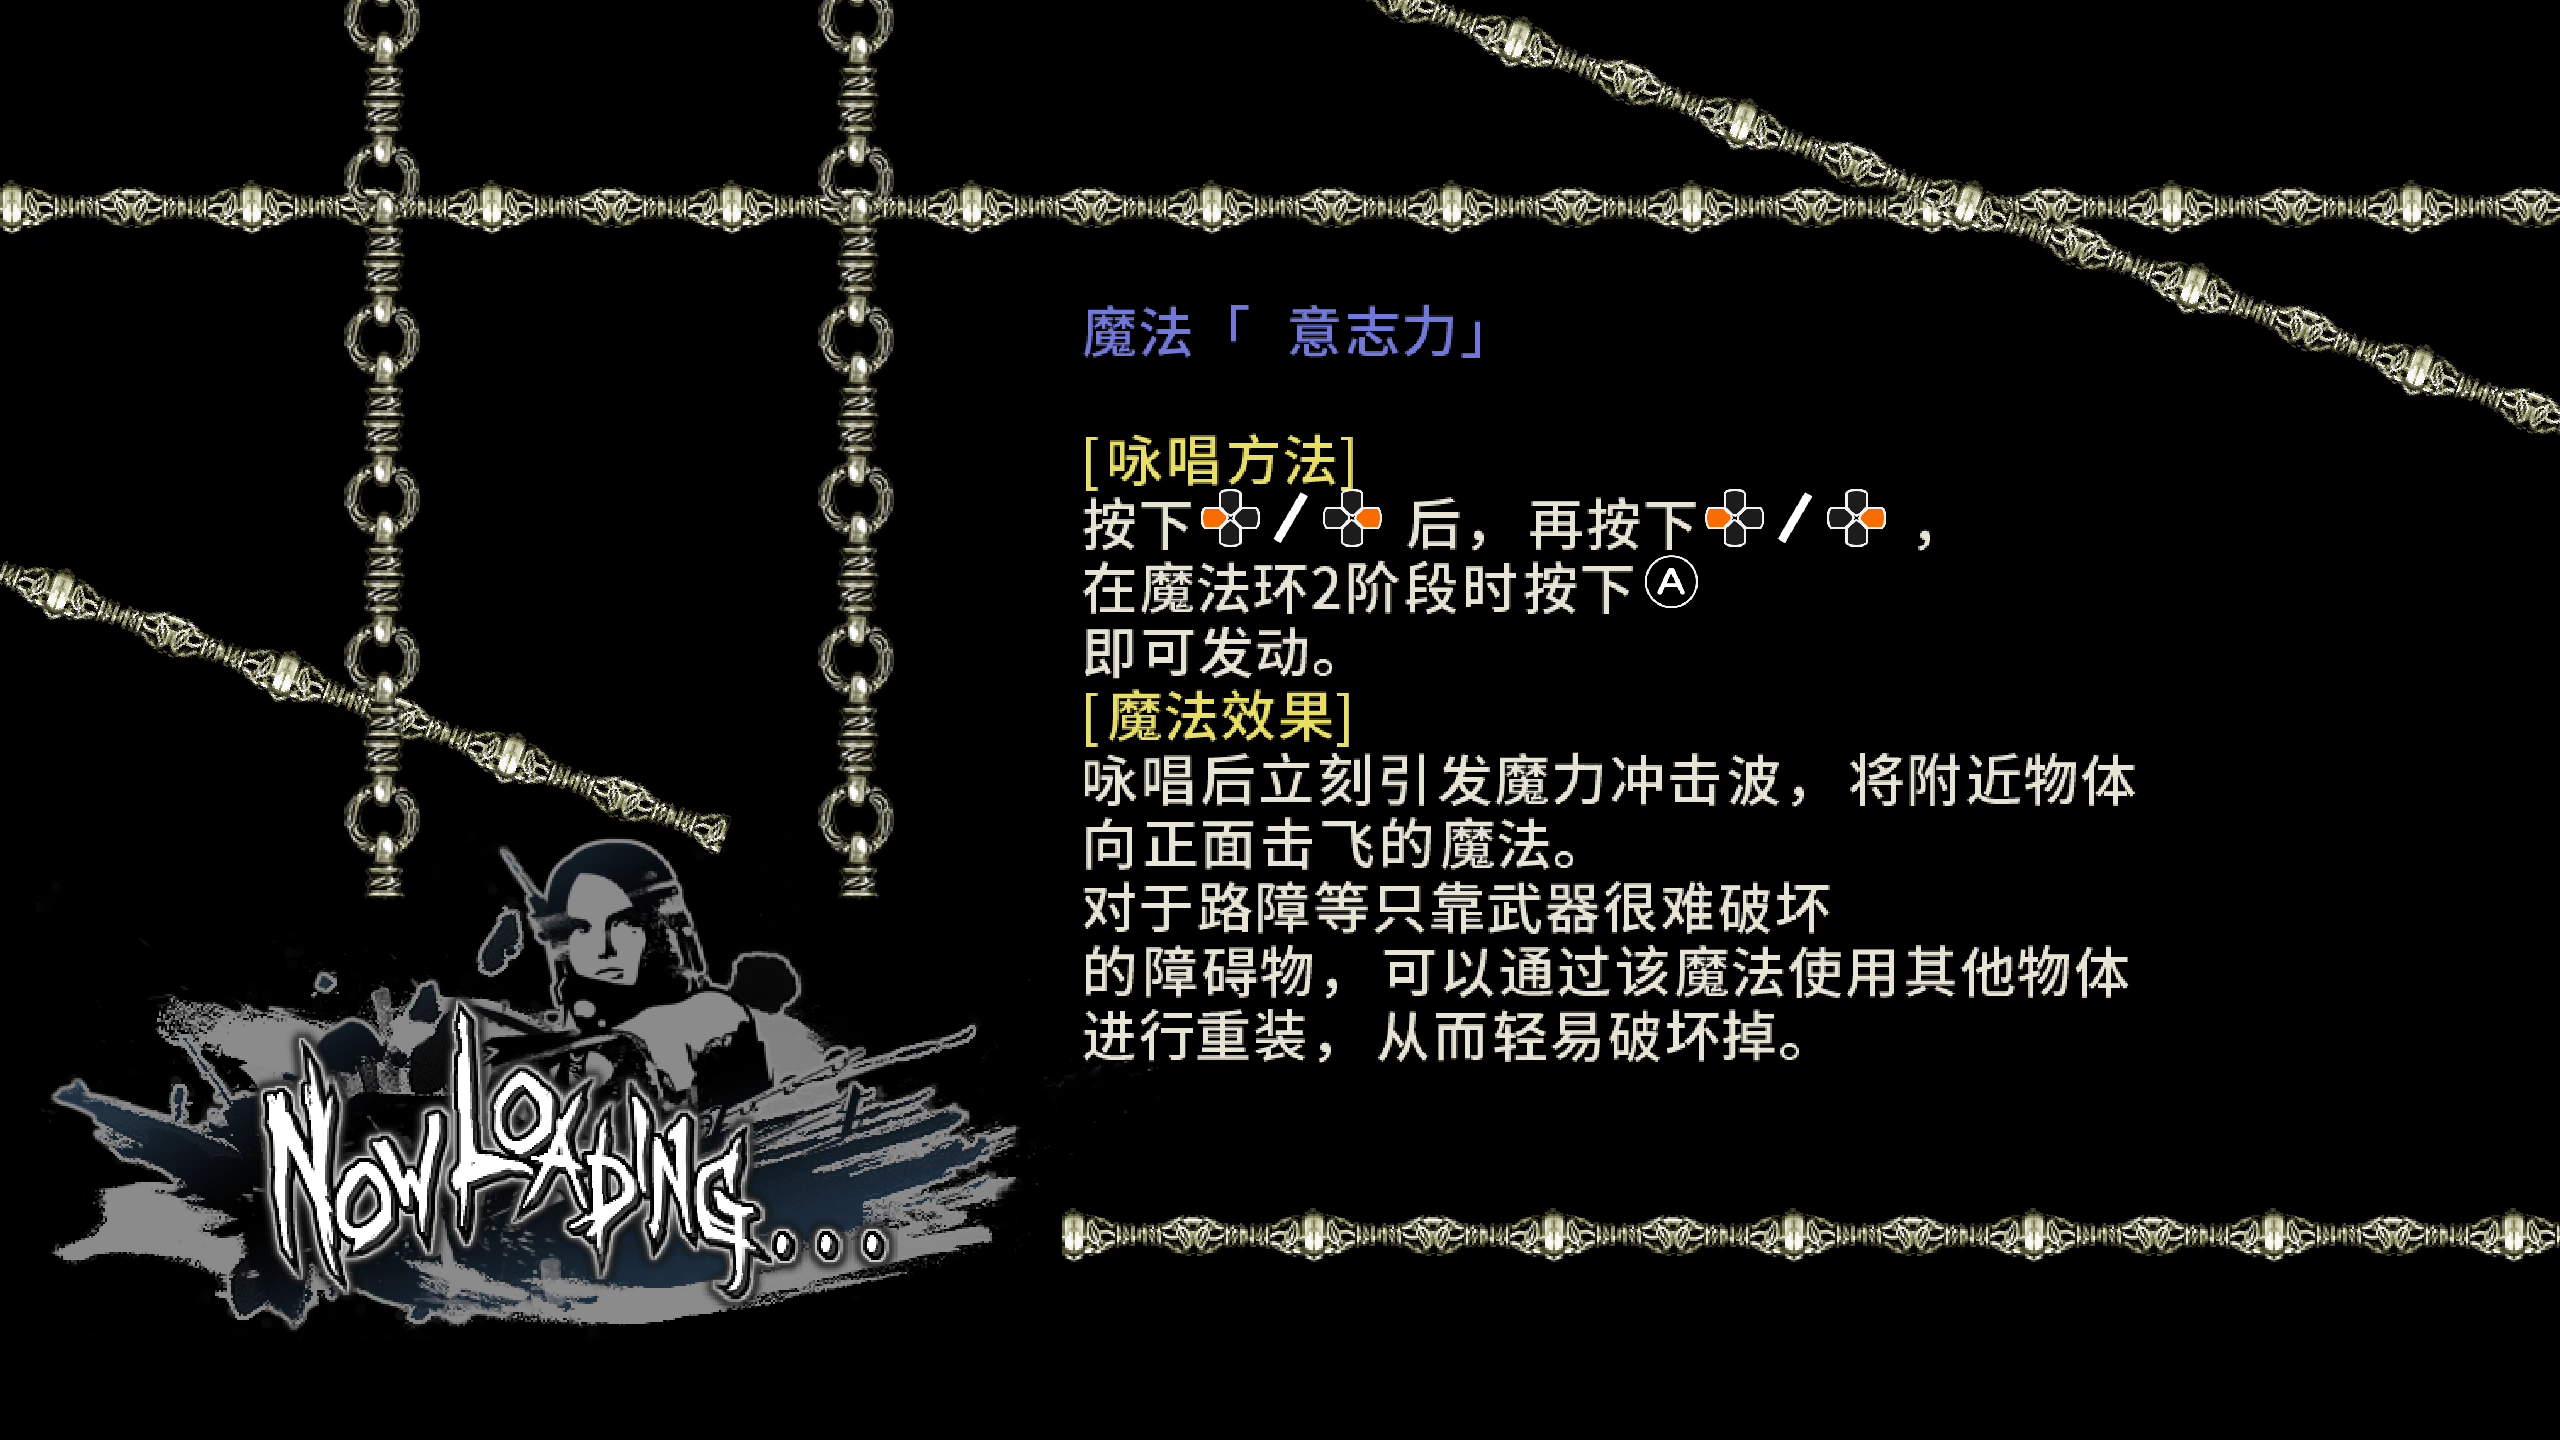 魔法「 意志力」
[咏唱方法]
按下 / 后，再按下 / ，
在魔法环2阶段时按下Ⓐ
即可发动。
[魔法效果]
咏唱后立刻引发魔力冲击波，将附近物体
向正面击飞的魔法。
对于路障等只靠武器很难破坏
的障碍物，可以通过该魔法使用其他物体
进行重装，从而轻易破坏掉。
NOW LOADING...